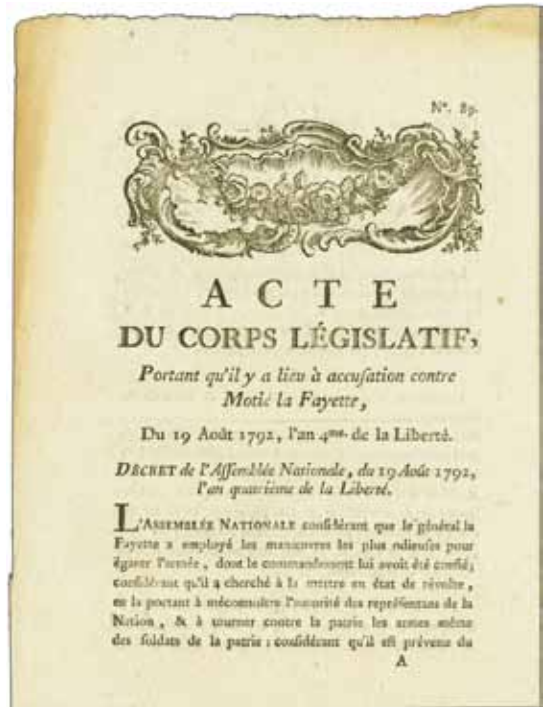 N°. 89.
ACTE
DU CORPS LÉGISLATIF,
Portant qu'il y a lieu à accuſation contre
Motié la Fayette,
Du 19 Août 1792, l'an 4me. de la Liberté.
DÉCRET de l'Aſſemblée Nationale, du 19 Août 1792,
l'an quatrième de la Liberté.
L'ASSEMBLÉE NATIONALE conſidérant que le général la
Fayette a employé les manœuvres les plus odieuſes pour
égarer l'armée, dont le commandement lui avoit été confié;
conſidérant qu'il a cherché à la mettre en état de révolte,
en la portant à méconnoître l'autorité des repréſentans de la
Nation, & à tourner contre la patrie les armes même
des ſoldats de la patrie; conſidérant qu'il eſt prévenu du
A